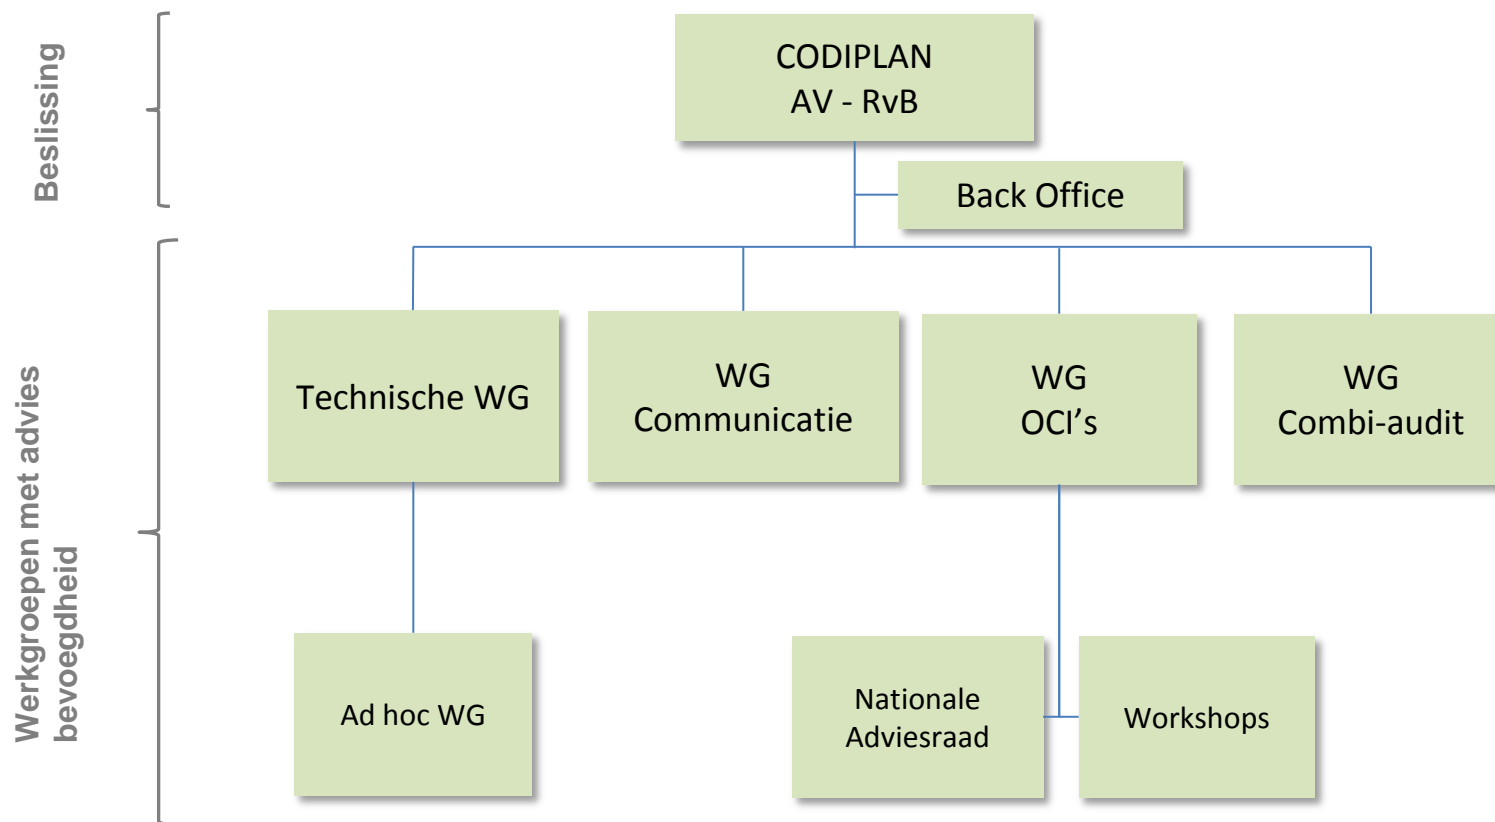 Beslissing
CODIPLAN
AV - RvB
Back Office
Werkgroepen met advies
bevoegdheid
Technische WG
WG
Communicatie
WG
OCI's
WG
Combi-audit
Ad hoc WG
Nationale
Adviesraad
Workshops